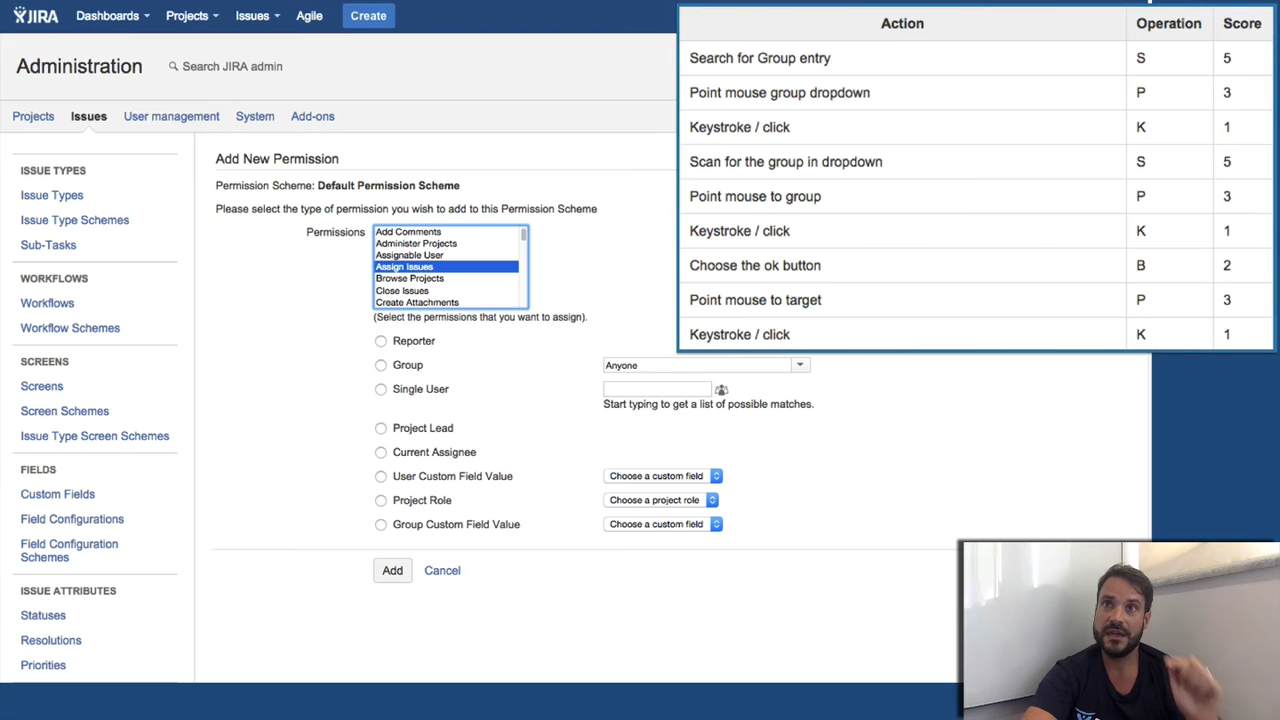 JIRA Dashboards Projects Issues Agile Create
Administration Search JIRA admin
Projects Issues User management System Add-ons
ISSUE TYPES
Issue Types
Issue Type Schemes
Sub-Tasks
WORKFLOWS
Workflows
Workflow Schemes
SCREENS
Screens
Screen Schemes
Issue Type Screen Schemes
FIELDS
Custom Fields
Field Configurations
Field Configuration
Schemes
ISSUE ATTRIBUTES
Statuses
Resolutions
Priorities
Add New Permission
Permission Scheme: Default Permission Scheme
Please select the type of permission you wish to add to this Permission Scheme
Permissions
Add Comments
Administer Projects
Assignable User
Assign Issues
Browse Projects
Close Issues
Create Attachments
(Select the permissions that you want to assign).
Reporter
Group Anyone
Single User
Start typing to get a list of possible matches.
Project Lead
Current Assignee
User Custom Field Value Choose a custom field
Project Role Choose a project role
Group Custom Field Value Choose a custom field
Add Cancel
Action Operation Score
Search for Group entry S 5
Point mouse group dropdown P 3
Keystroke / click K 1
Scan for the group in dropdown S 5
Point mouse to group P 3
Keystroke / click K 1
Choose the ok button B 2
Point mouse to target P 3
Keystroke / click K 1